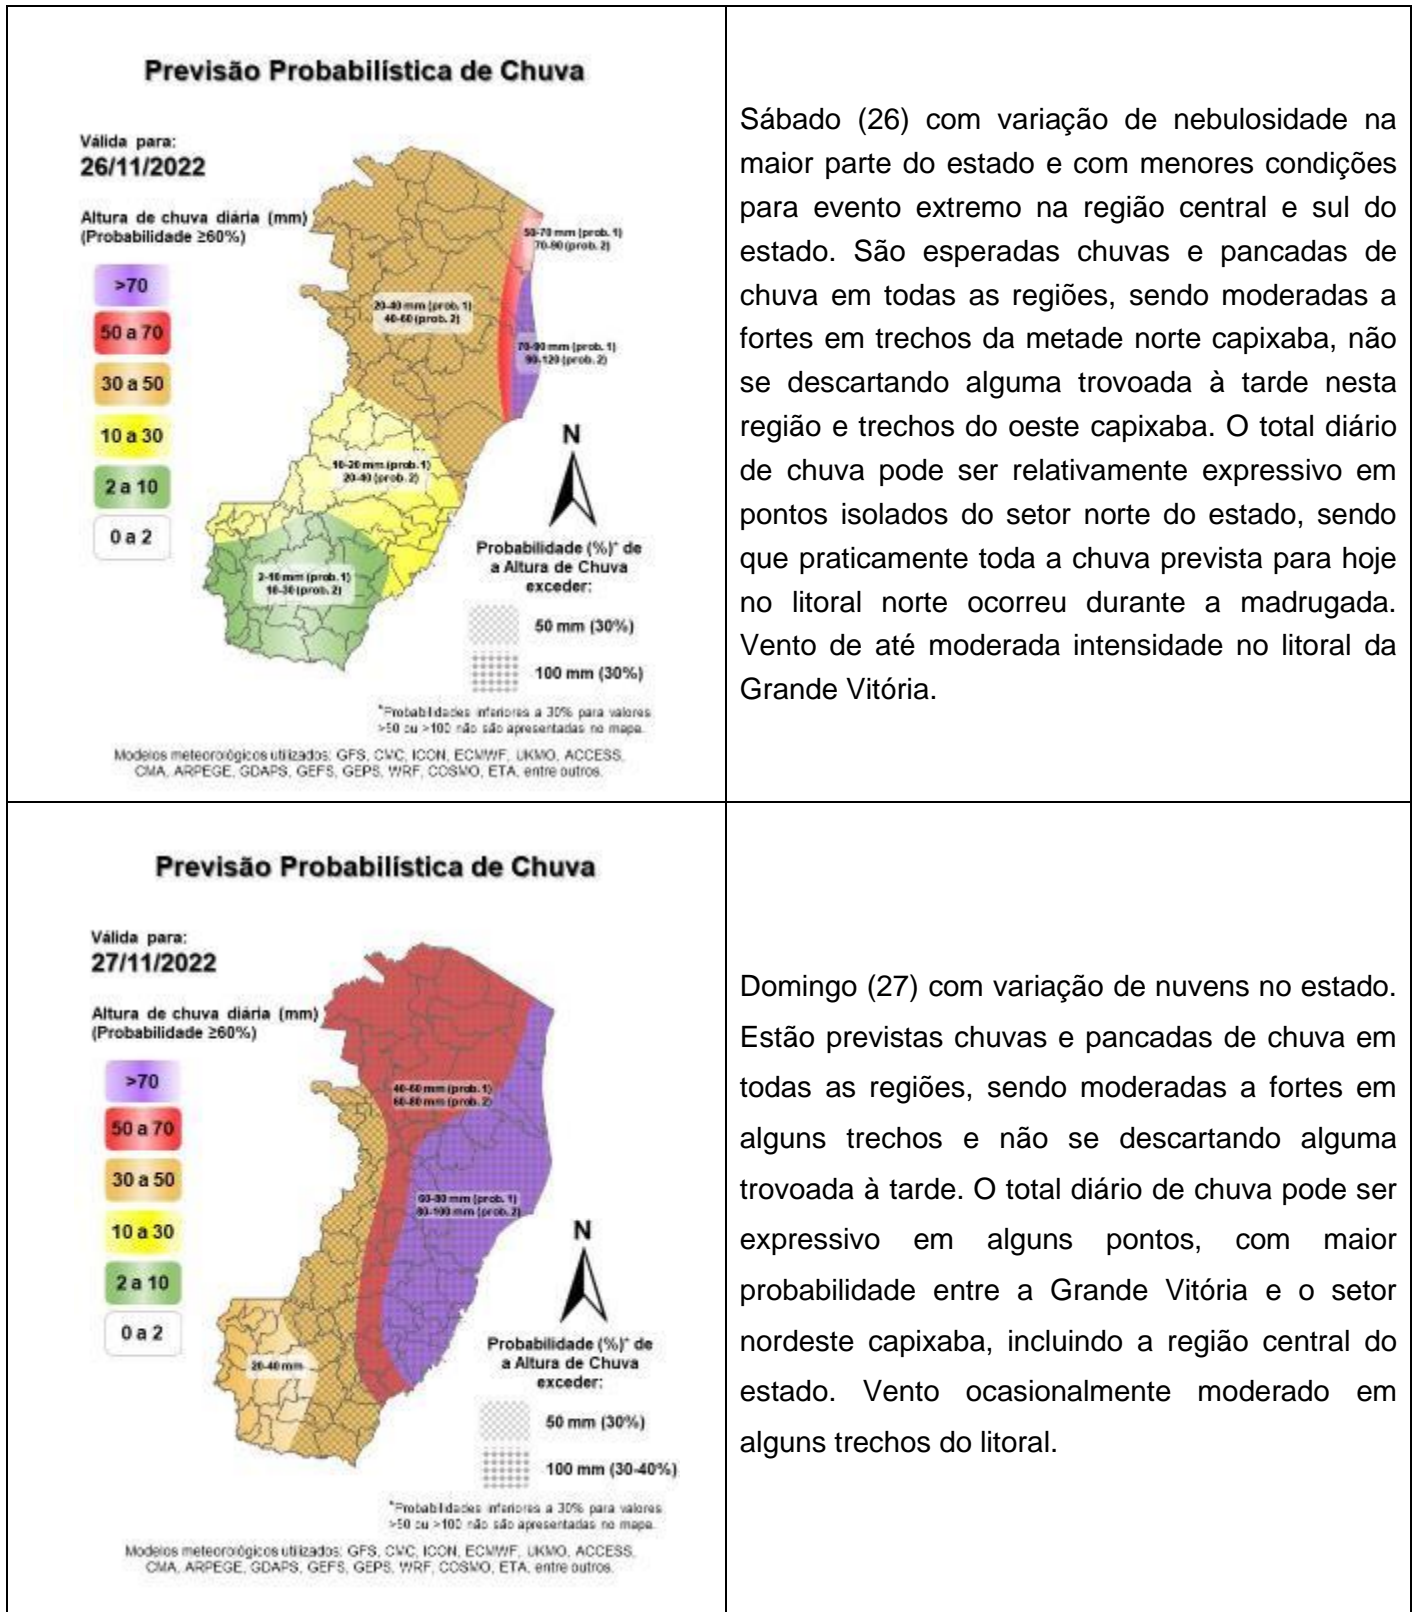 Previsão Probabilística de Chuva
Válida para:
26/11/2022
Altura de chuva diária (mm)
(Probabilidade ≥60%)
>70
50 a 70
30 a 50
10 a 30
2 a 10
0 a 2
50-70 mm (prob. 1)
70-90 (prob. 2)
20-40 mm (prob. 1)
40-60 (prob. 2)
70-90 mm (prob. 1)
90-120 (prob. 2)
10-20 mm (prob. 1)
20-40 (prob. 2)
2-10 mm (prob. 1)
10-30 (prob. 2)
N
Probabilidade (%)* de
a Altura de Chuva
exceder:
50 mm (30%)
100 mm (30%)
*Probabilidades inferiores a 30% para valores
>50 ou >100 não são apresentadas no mapa.
Modelos meteorológicos utilizados: GFS, CMC, ICON, ECMWF, UKMO, ACCESS,
CMA, ARPEGE, GDAPS, GEFS, GEPS, WRF, COSMO, ETA, entre outros.
Sábado (26) com variação de nebulosidade na
maior parte do estado e com menores condições
para evento extremo na região central e sul do
estado. São esperadas chuvas e pancadas de
chuva em todas as regiões, sendo moderadas a
fortes em trechos da metade norte capixaba, não
se descartando alguma trovoada à tarde nesta
região e trechos do oeste capixaba. O total diário
de chuva pode ser relativamente expressivo em
pontos isolados do setor norte do estado, sendo
que praticamente toda a chuva prevista para hoje
no litoral norte ocorreu durante a madrugada.
Vento de até moderada intensidade no litoral da
Grande Vitória.
Previsão Probabilística de Chuva
Válida para:
27/11/2022
Altura de chuva diária (mm)
(Probabilidade ≥60%)
>70
50 a 70
30 a 50
10 a 30
2 a 10
0 a 2
40-60 mm (prob. 1)
60-80 mm (prob. 2)
60-80 mm (prob. 1)
80-100 mm (prob. 2)
20-40 mm
N
Probabilidade (%)* de
a Altura de Chuva
exceder:
50 mm (30%)
100 mm (30-40%)
*Probabilidades inferiores a 30% para valores
>50 ou >100 não são apresentadas no mapa.
Modelos meteorológicos utilizados: GFS, CMC, ICON, ECMWF, UKMO, ACCESS,
CMA, ARPEGE, GDAPS, GEFS, GEPS, WRF, COSMO, ETA, entre outros.
Domingo (27) com variação de nuvens no estado.
Estão previstas chuvas e pancadas de chuva em
todas as regiões, sendo moderadas a fortes em
alguns trechos e não se descartando alguma
trovoada à tarde. O total diário de chuva pode ser
expressivo em alguns pontos, com maior
probabilidade entre a Grande Vitória e o setor
nordeste capixaba, incluindo a região central do
estado. Vento ocasionalmente moderado em
alguns trechos do litoral.